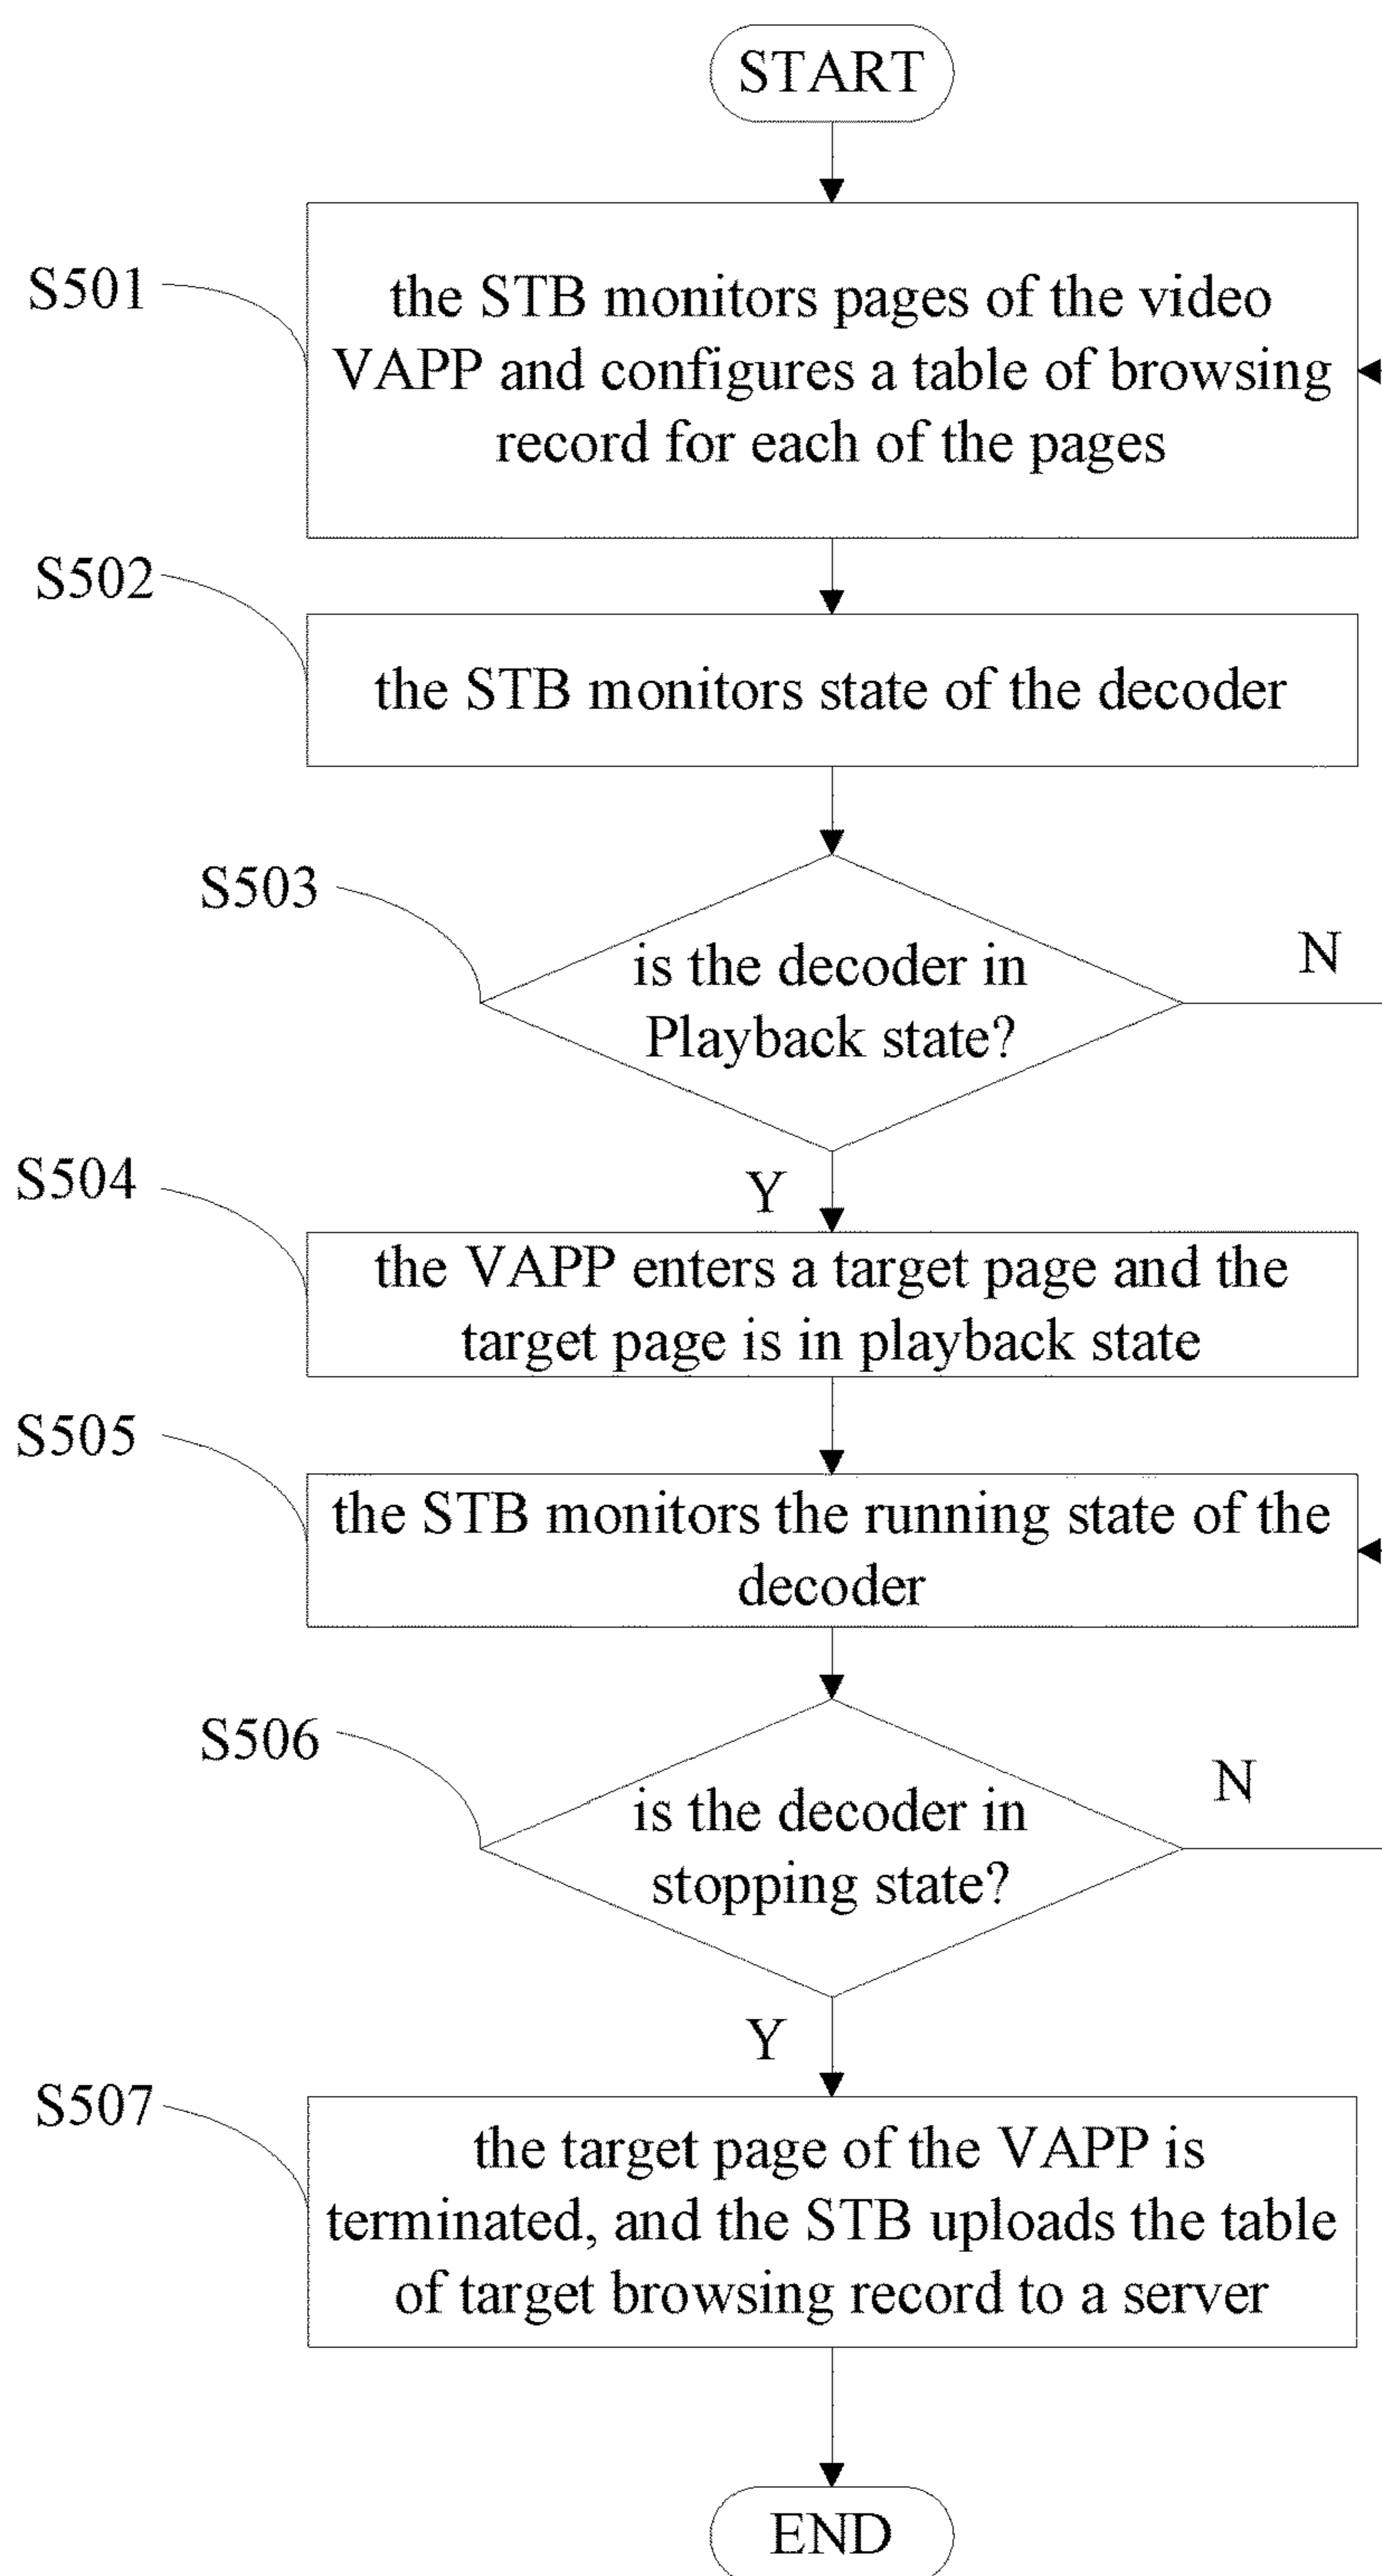 START
S501
the STB monitors pages of the video
VAPP and configures a table of browsing
record for each of the pages
S502
the STB monitors state of the decoder
S503
is the decoder in
Playback state?
N
Y
S504
the VAPP enters a target page and the
target page is in playback state
S505
the STB monitors the running state of the
decoder
S506
is the decoder in
stopping state?
N
Y
S507
the target page of the VAPP is
terminated, and the STB uploads the table
of target browsing record to a server
END